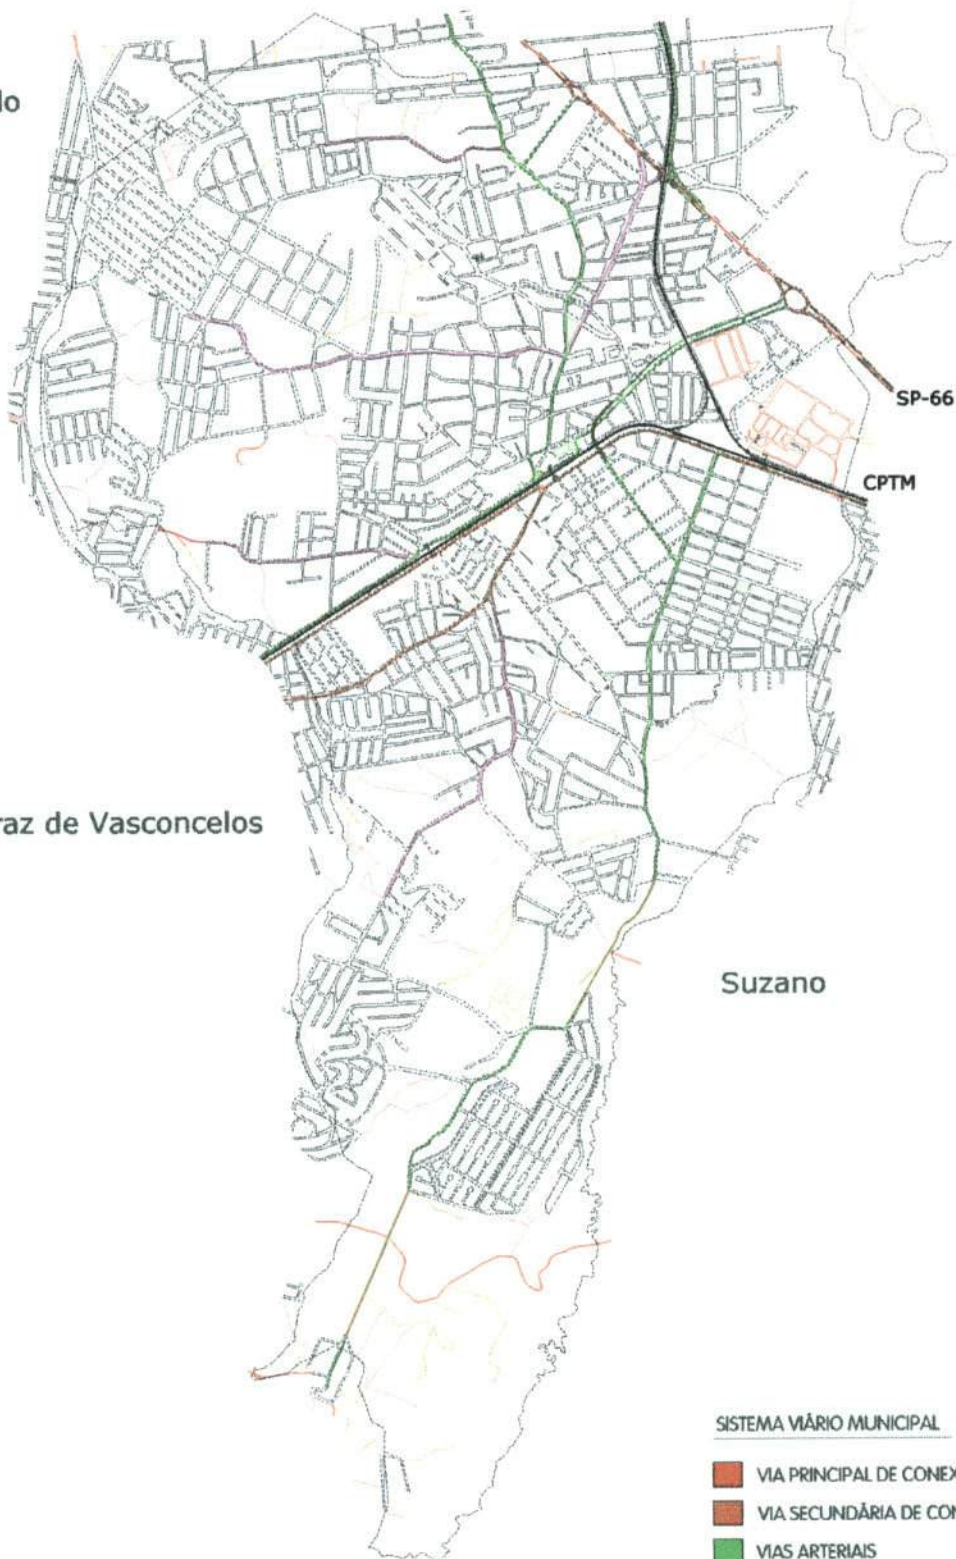 lo
SP-66
CPTM
raz de Vasconcelos
Suzano
SISTEMA VIÁRIO MUNICIPAL
VIA PRINCIPAL DE CONEX
VIA SECUNDÁRIA DE CON
VIAS ARTERIAIS